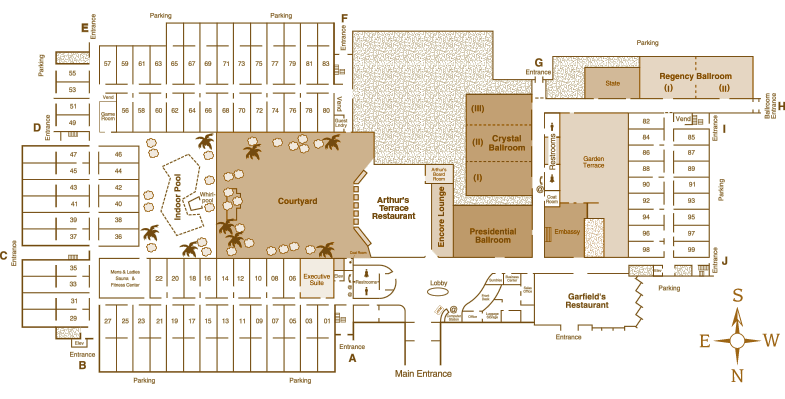 Parking
Parking
F
E
Entrance
Entrance
Parking
57
59
61
63
65
67
69
71
73
75
77
79
81
83
Parking
G
Entrance
State
Regency Ballroom
(I)
(II)
Ballroom
Entrance
H
55
53
51
49
Vend
Game
Room
56
58
60
62
64
66
68
70
72
74
76
78
80
Vend
Guest
Lndry
D
Entrance
(III)
(II)
Crystal
Ballroom
(I)
Restrooms
@
Coat
Room
Garden
Terrace
82
84
86
88
90
92
94
96
98
Vend
85
87
89
91
93
95
97
99
I
Entrance
Parking
47
45
43
41
39
37
46
44
42
40
38
36
Indoor Pool
Whirl-
pool
Courtyard
Arthur's
Terrace
Restaurant
Arthur's
Board
Room
Encore Lounge
Presidential
Ballroom
Embassy
C
Entrance
35
33
31
29
Mens & Ladies
Sauna &
Fitness Center
22
20
18
16
14
12
10
08
06
Executive
Suite
Elev
Restrooms
@
Lobby
Elev
J
Entrance
Parking
27
25
23
21
19
17
15
13
11
09
07
05
03
01
@
Office
Sales
Office
Business
Center
Garfield's
Restaurant
Elev
Entrance
B
A
Entrance
Entrance
Parking
Parking
Main Entrance
S
E
W
N